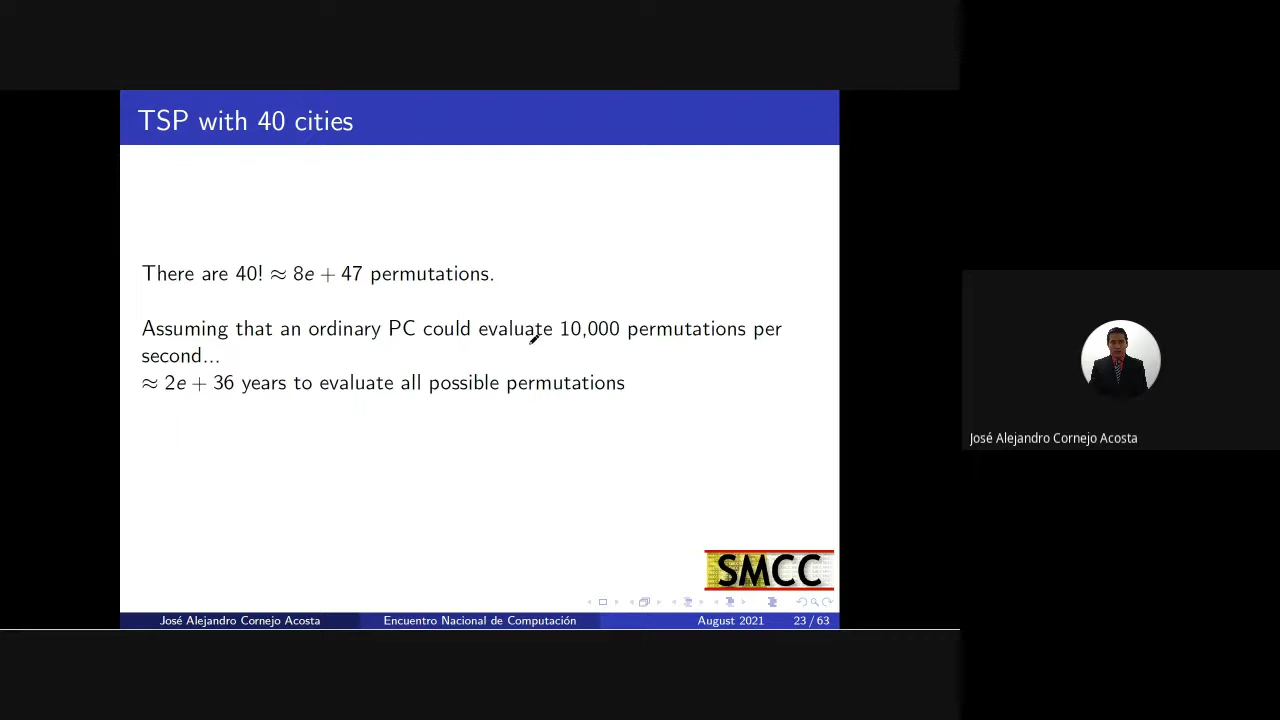 TSP with 40 cities
There are 40! ≈ 8e + 47 permutations.
Assuming that an ordinary PC could evaluate 10,000 permutations per
second...
≈ 2e + 36 years to evaluate all possible permutations
José Alejandro Cornejo Acosta
SMCC
José Alejandro Cornejo Acosta Encuentro Nacional de Computación August 2021 23 / 63